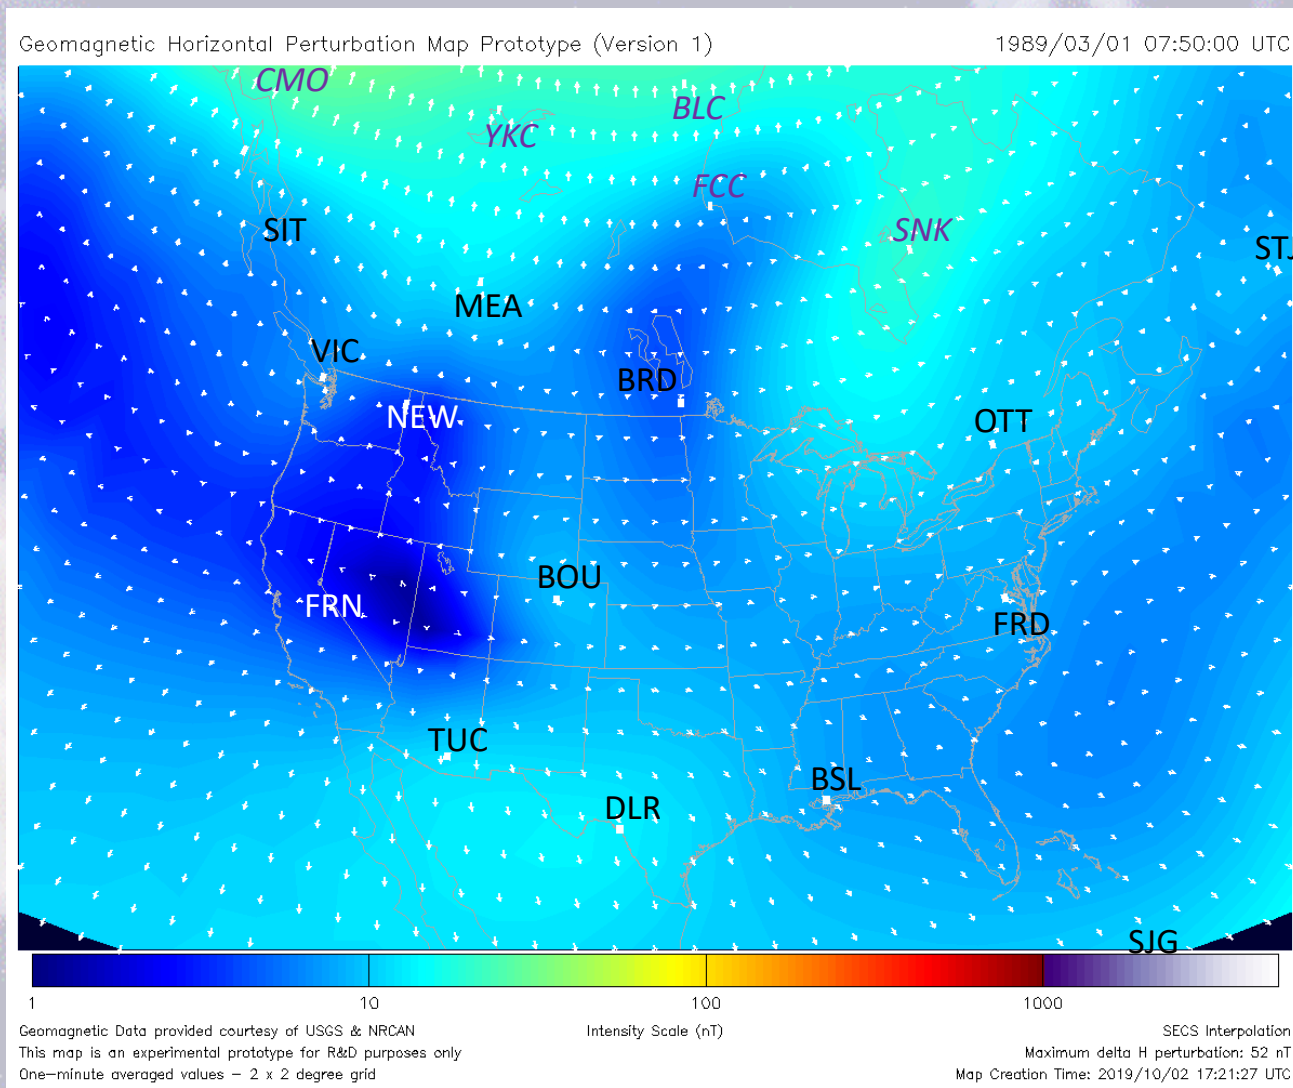 Geomagnetic Horizontal Perturbation Map Prototype (Version 1) 1989/03/01 07:50:00 UTC
CMO
BLC
YKC
FCC
SIT
SNK
STJ
MEA
VIC
BRD
NEW
OTT
BOU
FRN
FRD
TUC
BSL
DLR
SJG
1 10 100 1000
Geomagnetic Data provided courtesy of USGS & NRCAN Intensity Scale (nT) SECS Interpolation
This map is an experimental prototype for R&D purposes only Maximum delta H perturbation: 52 nT
One-minute averaged values - 2 x 2 degree grid Map Creation Time: 2019/10/02 17:21:27 UTC